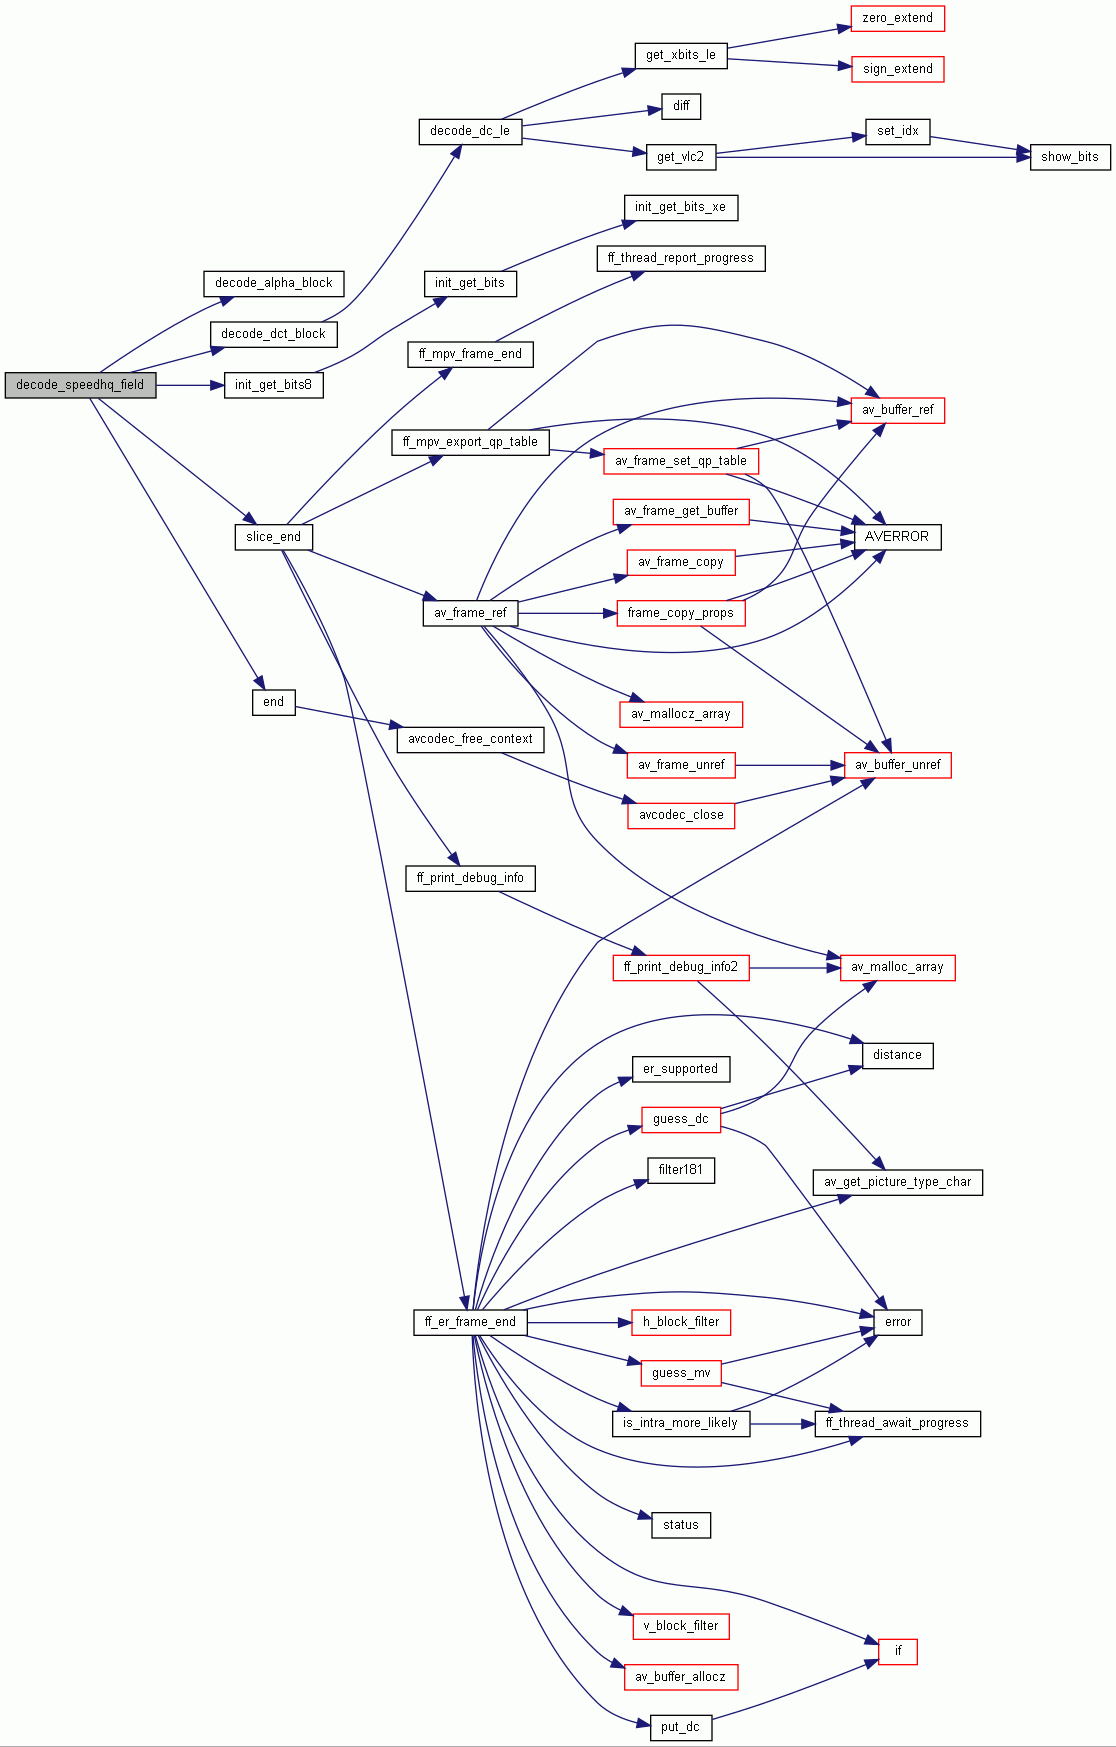 zero_extend
get_xbits_le
sign_extend
diff
decode_dc_le
set_idx
get_vlc2
show_bits
init_get_bits_xe
ff_thread_report_progress
decode_alpha_block
init_get_bits
decode_dct_block
ff_mpv_frame_end
decode_speedhq_field
init_get_bits8
av_buffer_ref
ff_mpv_export_qp_table
av_frame_set_qp_table
av_frame_get_buffer
slice_end
AVERROR
av_frame_copy
av_frame_ref
frame_copy_props
end
av_mallocz_array
avcodec_free_context
av_frame_unref
av_buffer_unref
avcodec_close
ff_print_debug_info
ff_print_debug_info2
av_malloc_array
distance
er_supported
guess_dc
filter181
av_get_picture_type_char
ff_er_frame_end
h_block_filter
error
guess_mv
is_intra_more_likely
ff_thread_await_progress
status
v_block_filter
if
av_buffer_allocz
put_dc